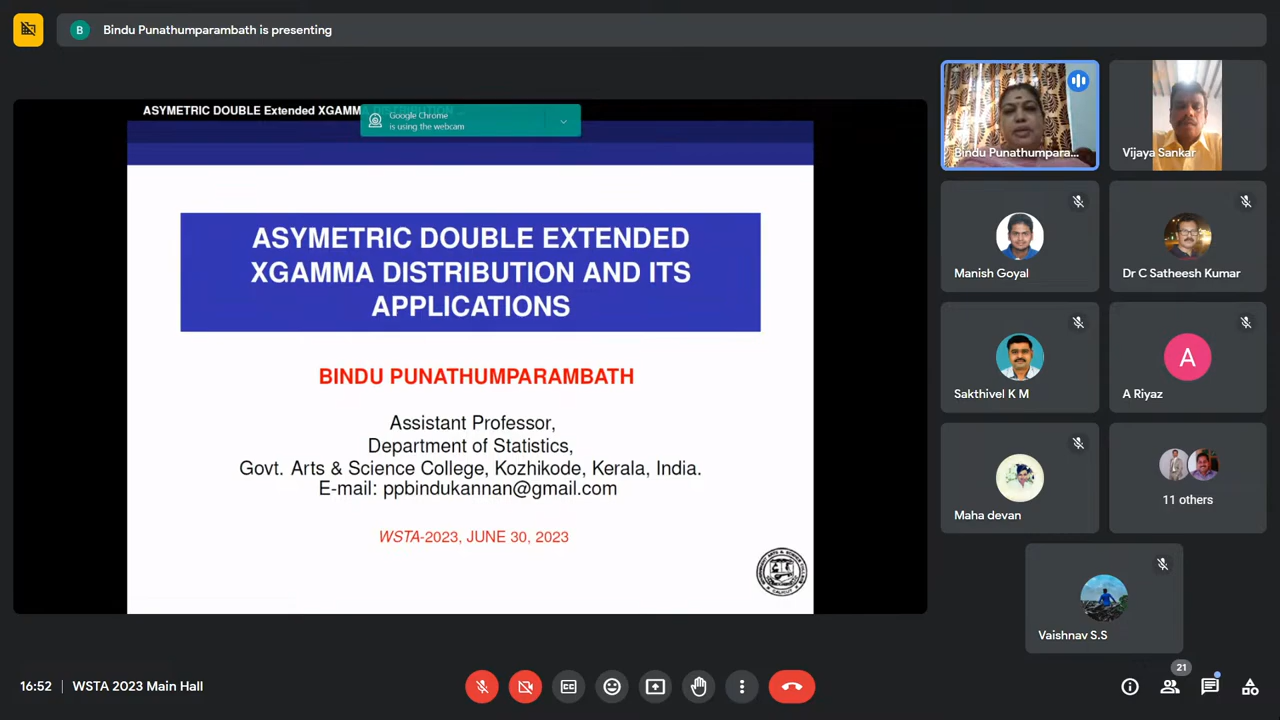 B
Bindu Punathumparambath is presenting
ASYMETRIC DOUBLE Extended XGAMMA DISTRIBUTION
Google Chrome
is using the webcam
ASYMETRIC DOUBLE EXTENDED
XGAMMA DISTRIBUTION AND ITS
APPLICATIONS
BINDU PUNATHUMPARAMBATH
Assistant Professor,
Department of Statistics,
Govt. Arts & Science College, Kozhikode, Kerala, India.
E-mail: ppbindukannan@gmail.com
WSTA-2023, JUNE 30, 2023
Bindu Punathumpara...
Vijaya Sankar
Manish Goyal
Dr C Satheesh Kumar
Sakthivel K M
A
A Riyaz
Maha devan
11 others
Vaishnav S.S
16:52 | WSTA 2023 Main Hall
21